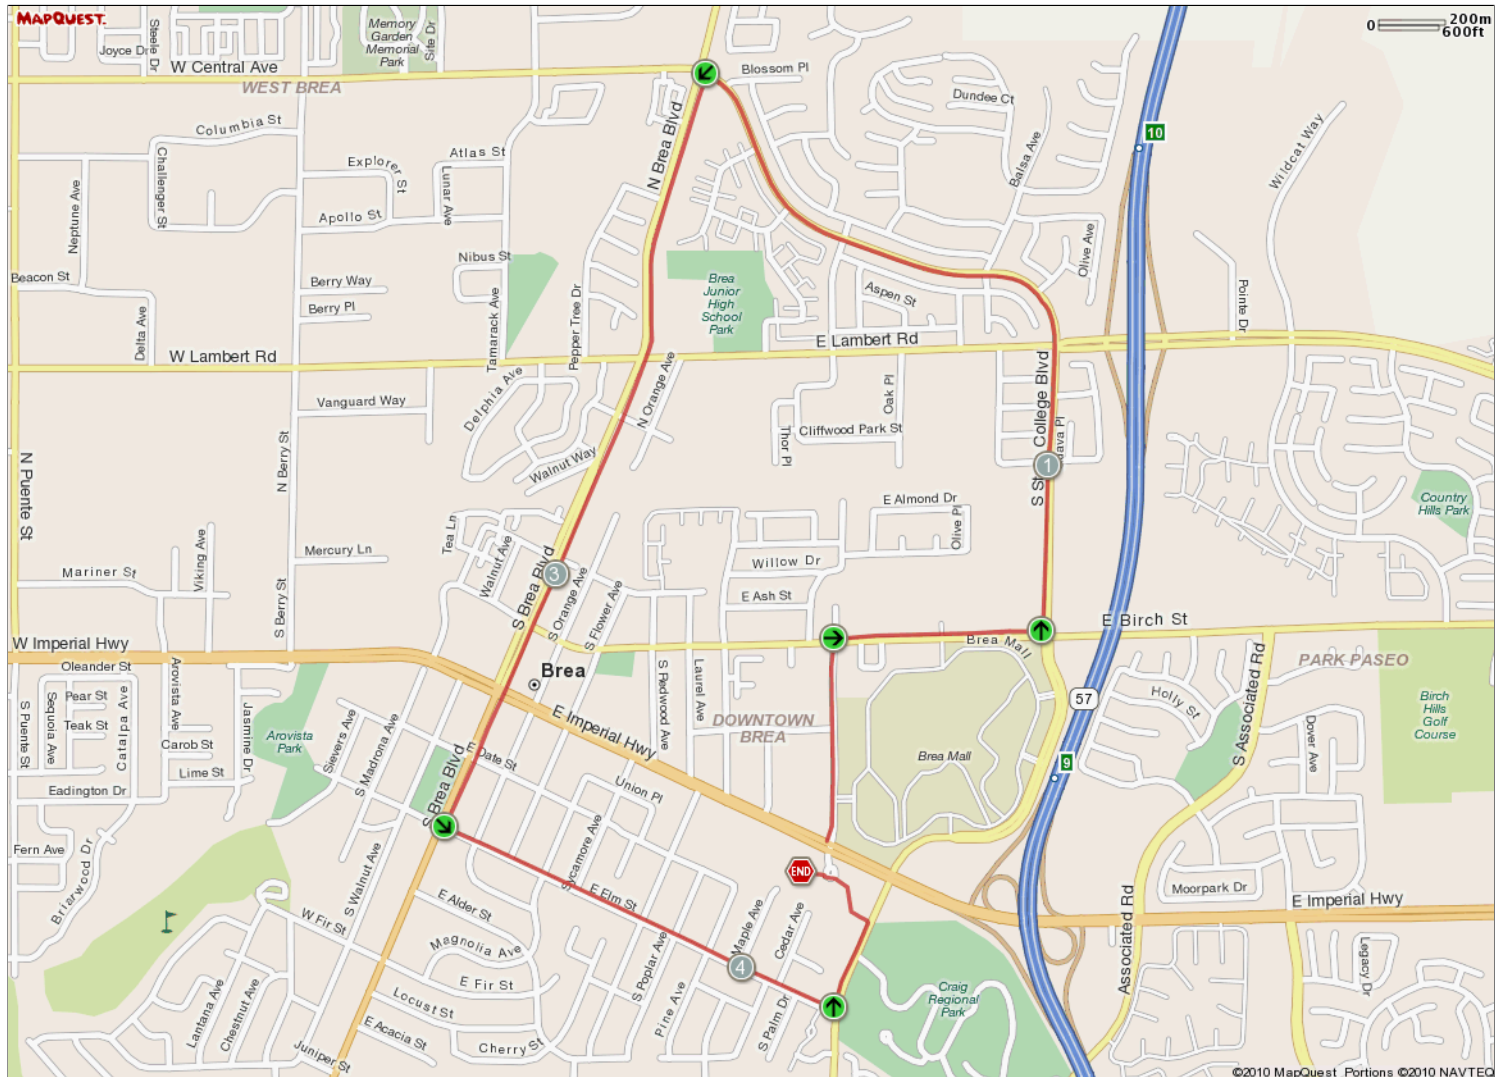 MAPQUEST.
0 200m
600ft
Memory
Garden
Memorial
Park
Site Dr
Steele Dr
Joyce Dr
W Central Ave
WEST BREA
Blossom Pl
Dundee Ct
Balsa Ave
10
Wildcat Way
Columbia St
Challenger St
Explorer St
Atlas St
Lunar Ave
Apollo St
Neptune Ave
N Brea Blvd
Nibus St
Beacon St
Berry Way
Berry Pl
Delta Ave
Tamarack Ave
Pepper Tree Dr
Brea
Junior
High
School
Park
Aspen St
Olive Ave
Pointe Dr
W Lambert Rd
E Lambert Rd
Delphia Ave
N Orange Ave
Vanguard Way
Oak Pl
Thor Pl
Cliffwood Park St
College Blvd
1
Walnut Way
N Puente St
N Berry St
E Almond Dr
Olive Pl
Country
Hills Park
Tea Ln
Walnut Ave
Mercury Ln
Viking Ave
Mariner St
S Berry St
S Brea Blvd
3
S Orange Ave
S Flower Ave
Willow Dr
E Ash St
E Birch St
Brea Mall
W Imperial Hwy
Oleander St
Pear St
Teak St
Carob St
Lime St
Eadington Dr
S Puente St
Sequoia Ave
Catalpa Ave
Arovista Ave
Jasmine Dr
Arovista
Park
Sievers Ave
S Madrona Ave
Brea
S Redwood Ave
Laurel Ave
DOWNTOWN
BREA
Brea Mall
57
9
PARK PASEO
Holly St
S Associated Rd
Dover Ave
Birch
Hills
Golf
Course
E Imperial Hwy
E Date St
Union Pl
S Brea Blvd
Sycamore Ave
Fern Ave
Briarwood Dr
S Walnut Ave
END
E Elm St
E Alder St
W Fir St
Magnolia Ave
E Fir St
Locust St
E Acacia St
Cherry St
Juniper St
Lantana Ave
Chestnut Ave
S Poplar Ave
Pine Ave
Maple Ave
4
Cedar Ave
S Palm Dr
Craig
Regional
Park
Moorpark Dr
E Imperial Hwy
Associated Rd
Legacy Dr
©2010 MapQuest Portions ©2010 NAVTEQ